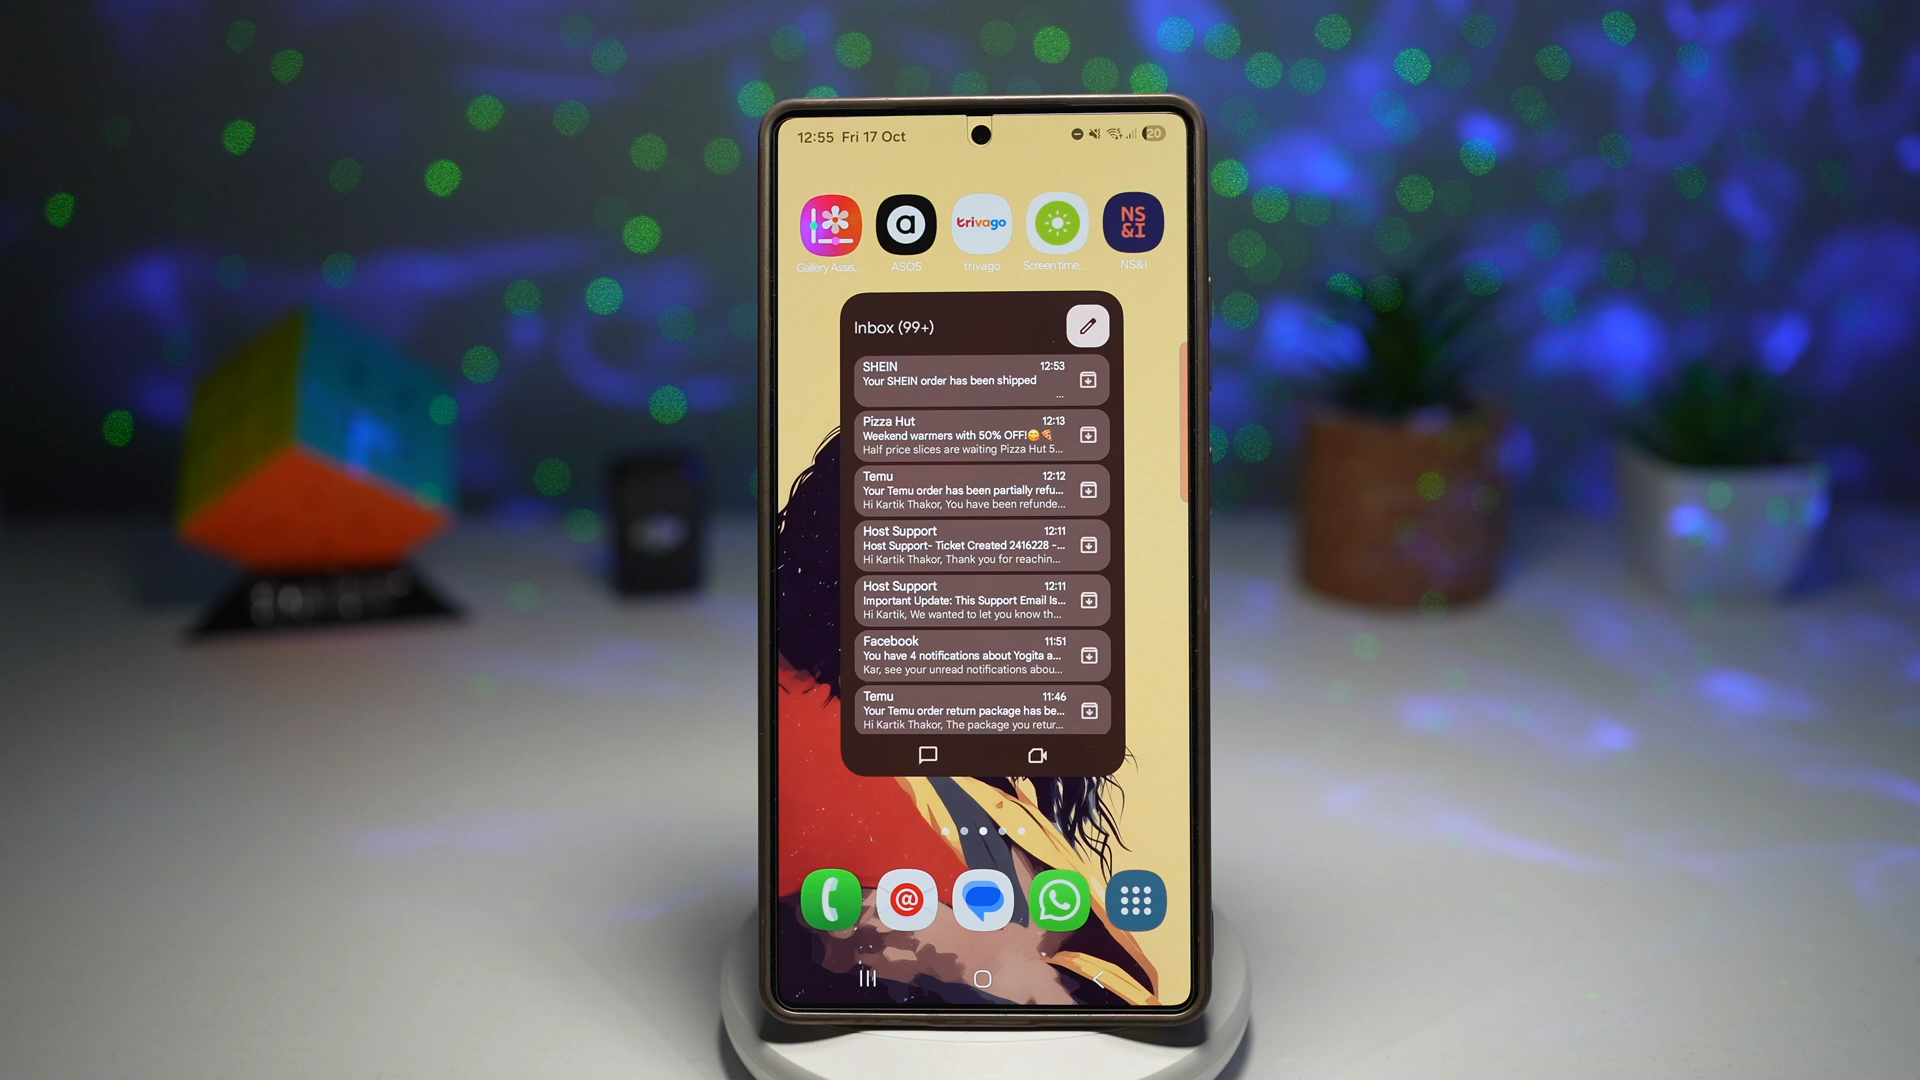 12:55 Fri 17 Oct
20
trivago
NS
&I
a
Gallery Assis...
ASOS
trivago
Screen time...
NS&I
Inbox (99+)
SHEIN 12:53
Your SHEIN order has been shipped
...
Pizza Hut 12:13
Weekend warmers with 50% OFF!😋🍕
Half price slices are waiting Pizza Hut 5...
Temu 12:12
Your Temu order has been partially refu...
Hi Kartik Thakor, You have been refunde...
Host Support 12:11
Host Support- Ticket Created 2416228 -...
Hi Kartik Thakor, Thank you for reachin...
Host Support 12:11
Important Update: This Support Email Is...
Hi Kartik, We wanted to let you know th...
Facebook 11:51
You have 4 notifications about Yogita a...
Kar, see your unread notifications abou...
Temu 11:46
Your Temu order return package has be...
Hi Kartik Thakor, The package you retur...
@